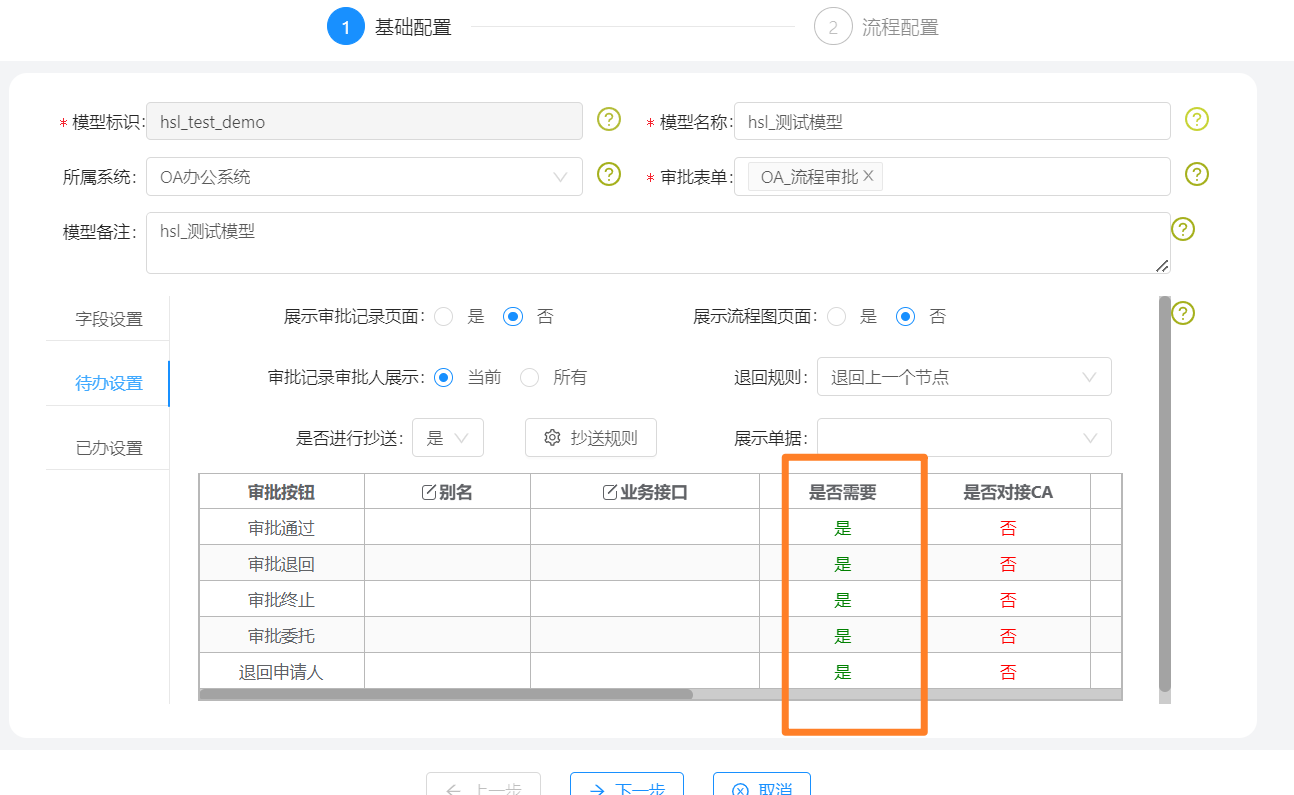 1 基础配置 2 流程配置
* 模型标识: hsl_test_demo ? * 模型名称: hsl_测试模型 ?
所属系统: OA办公系统 ? * 审批表单: OA_流程审批 X ?
模型备注: hsl_测试模型 ?
字段设置 展示审批记录页面: 是 否 展示流程图页面: 是 否 ?
待办设置 审批记录审批人展示: 当前 所有 退回规则: 退回上一个节点
已办设置 是否进行抄送: 是 抄送规则 展示单据:
审批按钮 别名 业务接口 是否需要 是否对接CA
审批通过 是 否
审批退回 是 否
审批终止 是 否
审批委托 是 否
退回申请人 是 否
上一步 下一步 取消